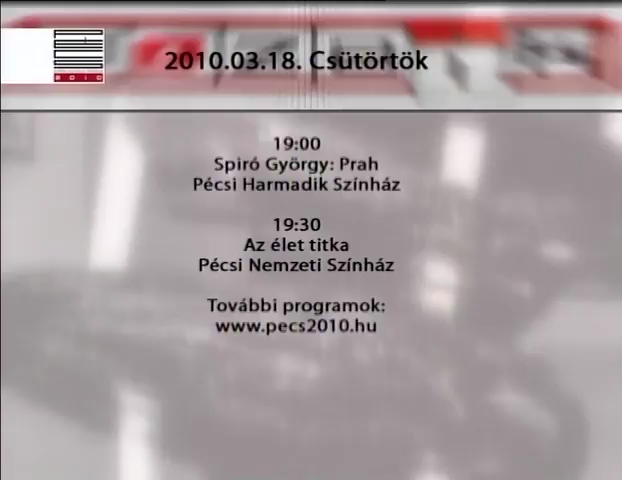 2010.03.18. Csütörtök
19:00
Spiró György: Prah
Pécsi Harmadik Színház
19:30
Az élet titka
Pécsi Nemzeti Színház
További programok:
www.pecs2010.hu